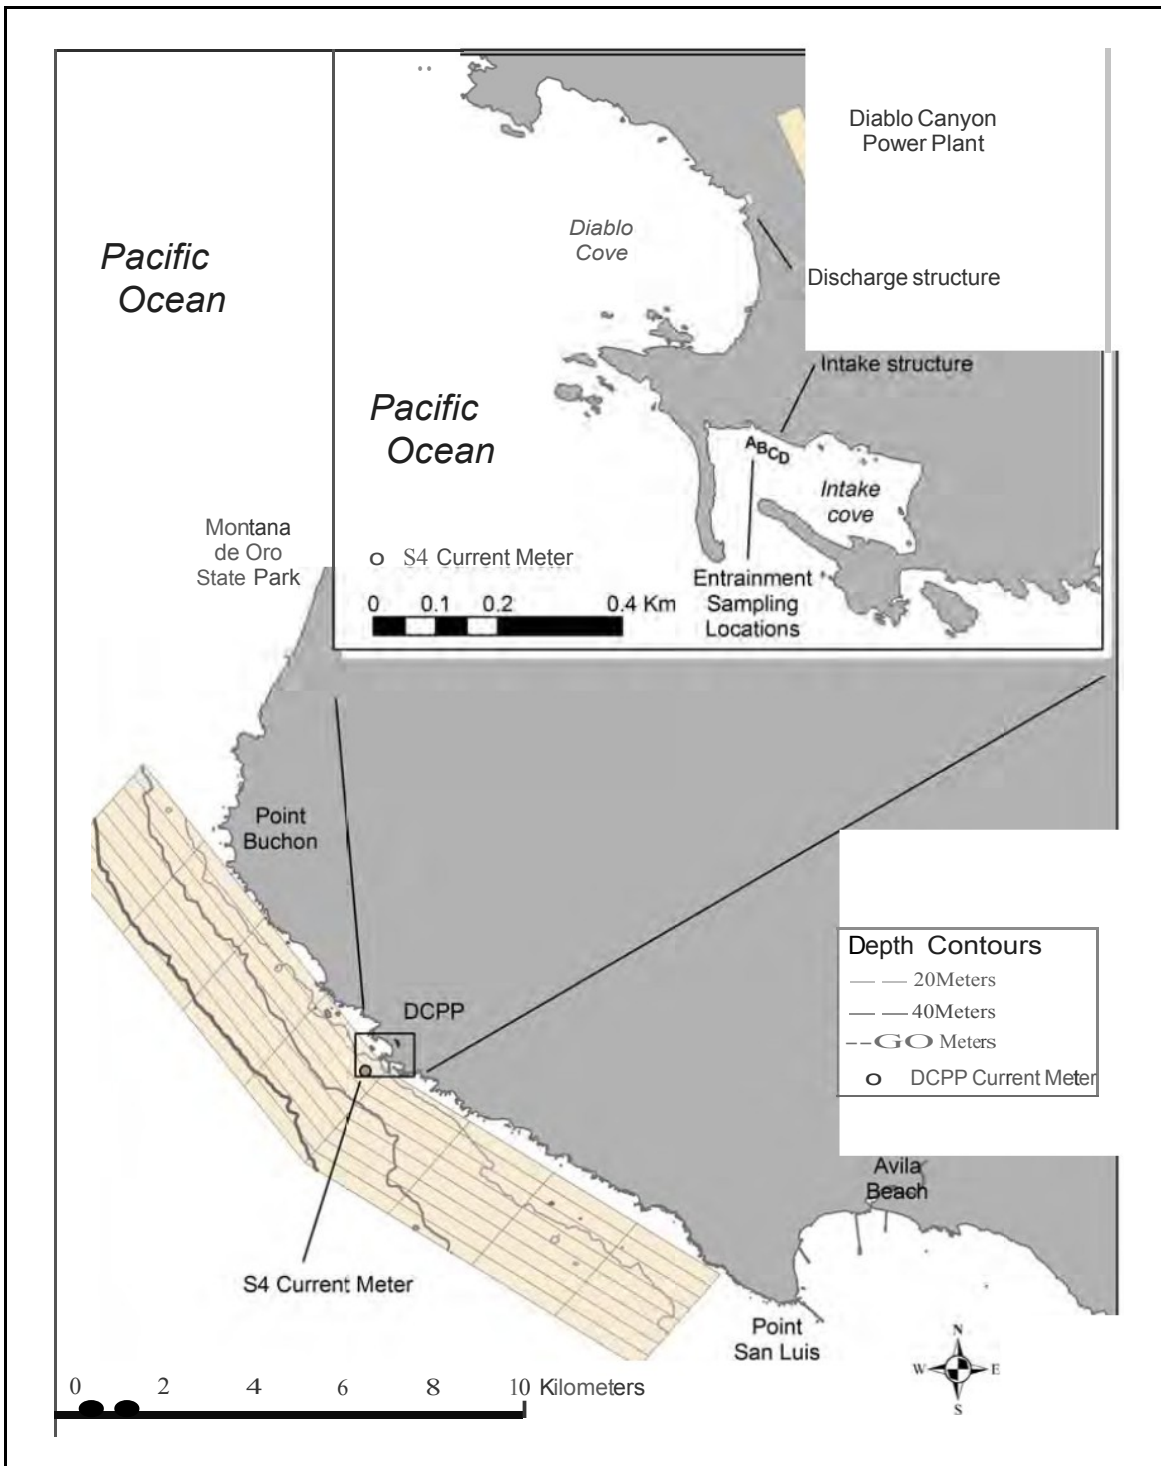 Diablo Canyon
Power Plant
Pacific
Ocean
Diablo
Cove
Discharge structure
Intake structure
Pacific
Ocean
ABCD
Intake
cove
Montana
de Oro
State Park
O S4 Current Meter
Entrainment
Sampling
Locations
0 0.1 0.2 0.4 Km
Point
Buchon
DCPP
Depth Contours
20Meters
40Meters
GO Meters
O DCPP Current Meter
Avila
Beach
S4 Current Meter
Point
San Luis
N
W E
S
0 2 4 6 8 10 Kilometers